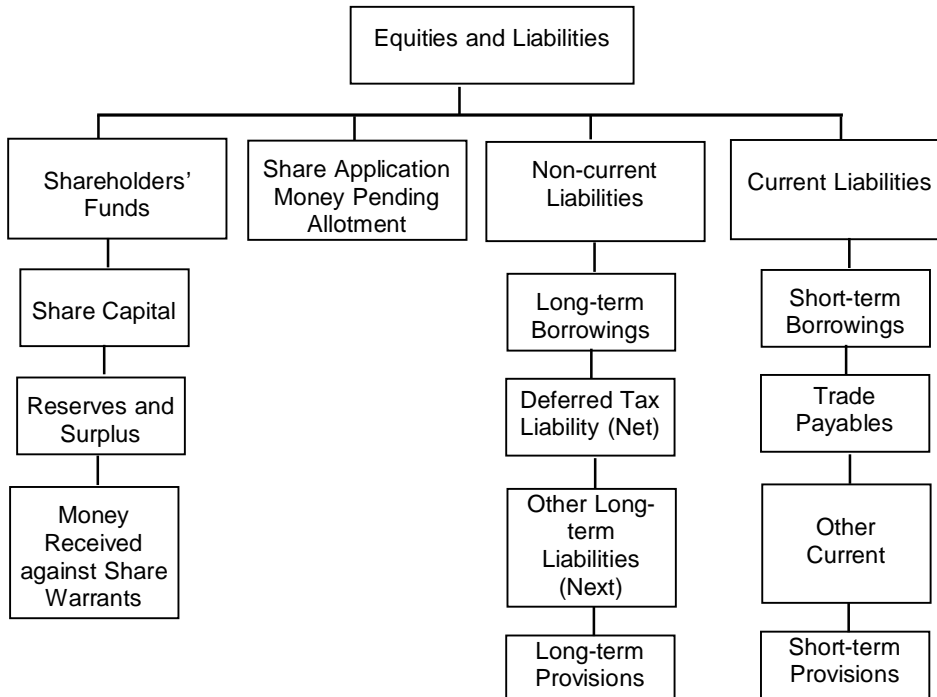 Equities and Liabilities
Shareholders’
Funds
Share Application
Money Pending
Allotment
Non-current
Liabilities
Current Liabilities
Share Capital
Reserves and
Surplus
Money
Received
against Share
Warrants
Long-term
Borrowings
Deferred Tax
Liability (Net)
Other Long-
term
Liabilities
(Next)
Long-term
Provisions
Short-term
Borrowings
Trade
Payables
Other
Current
Short-term
Provisions